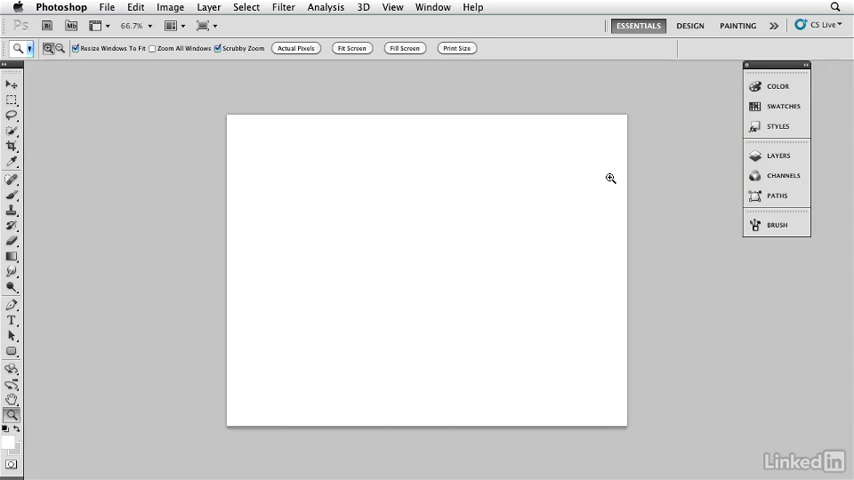 Photoshop File Edit Image Layer Select Filter Analysis 3D View Window Help
Ps Br Mb 66.7% ESSENTIALS DESIGN PAINTING CS Live
Resize Windows To Fit Zoom All Windows Scrubby Zoom Actual Pixels Fit Screen Fill Screen Print Size
COLOR
SWATCHES
STYLES
LAYERS
CHANNELS
PATHS
BRUSH
T
LinkedIn